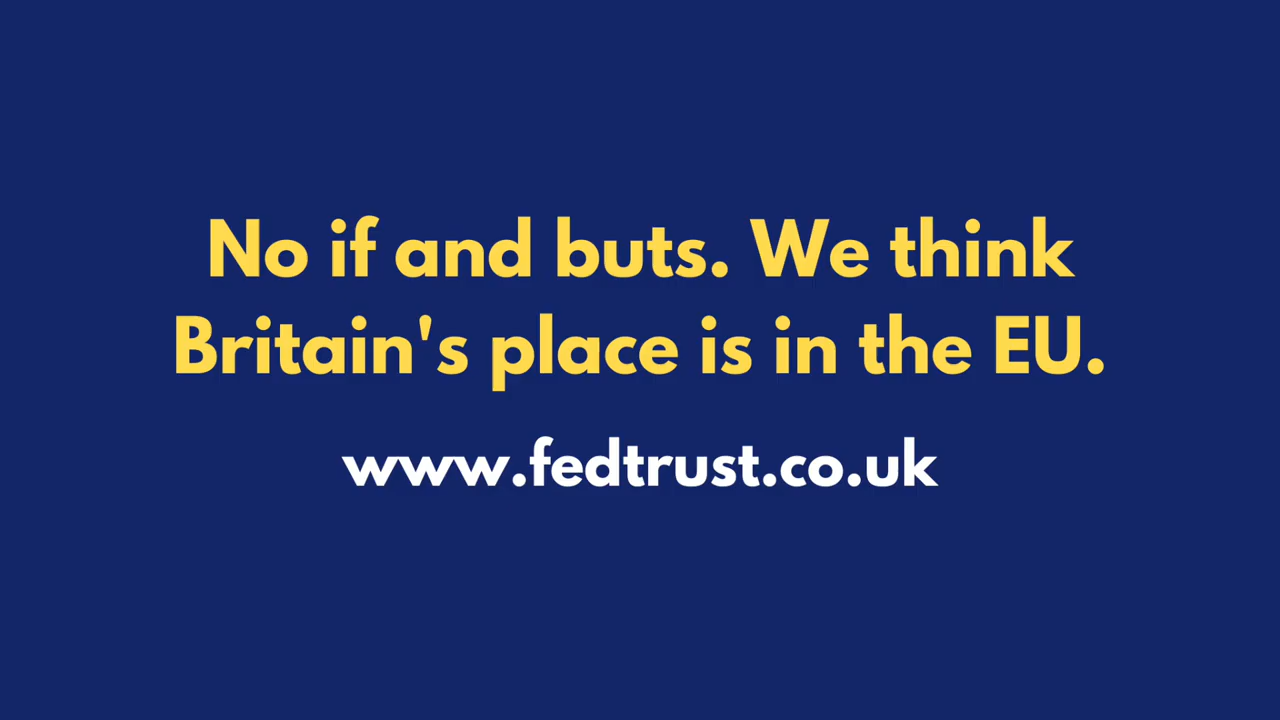 No if and buts. We think
Britain's place is in the EU.
www.fedtrust.co.uk